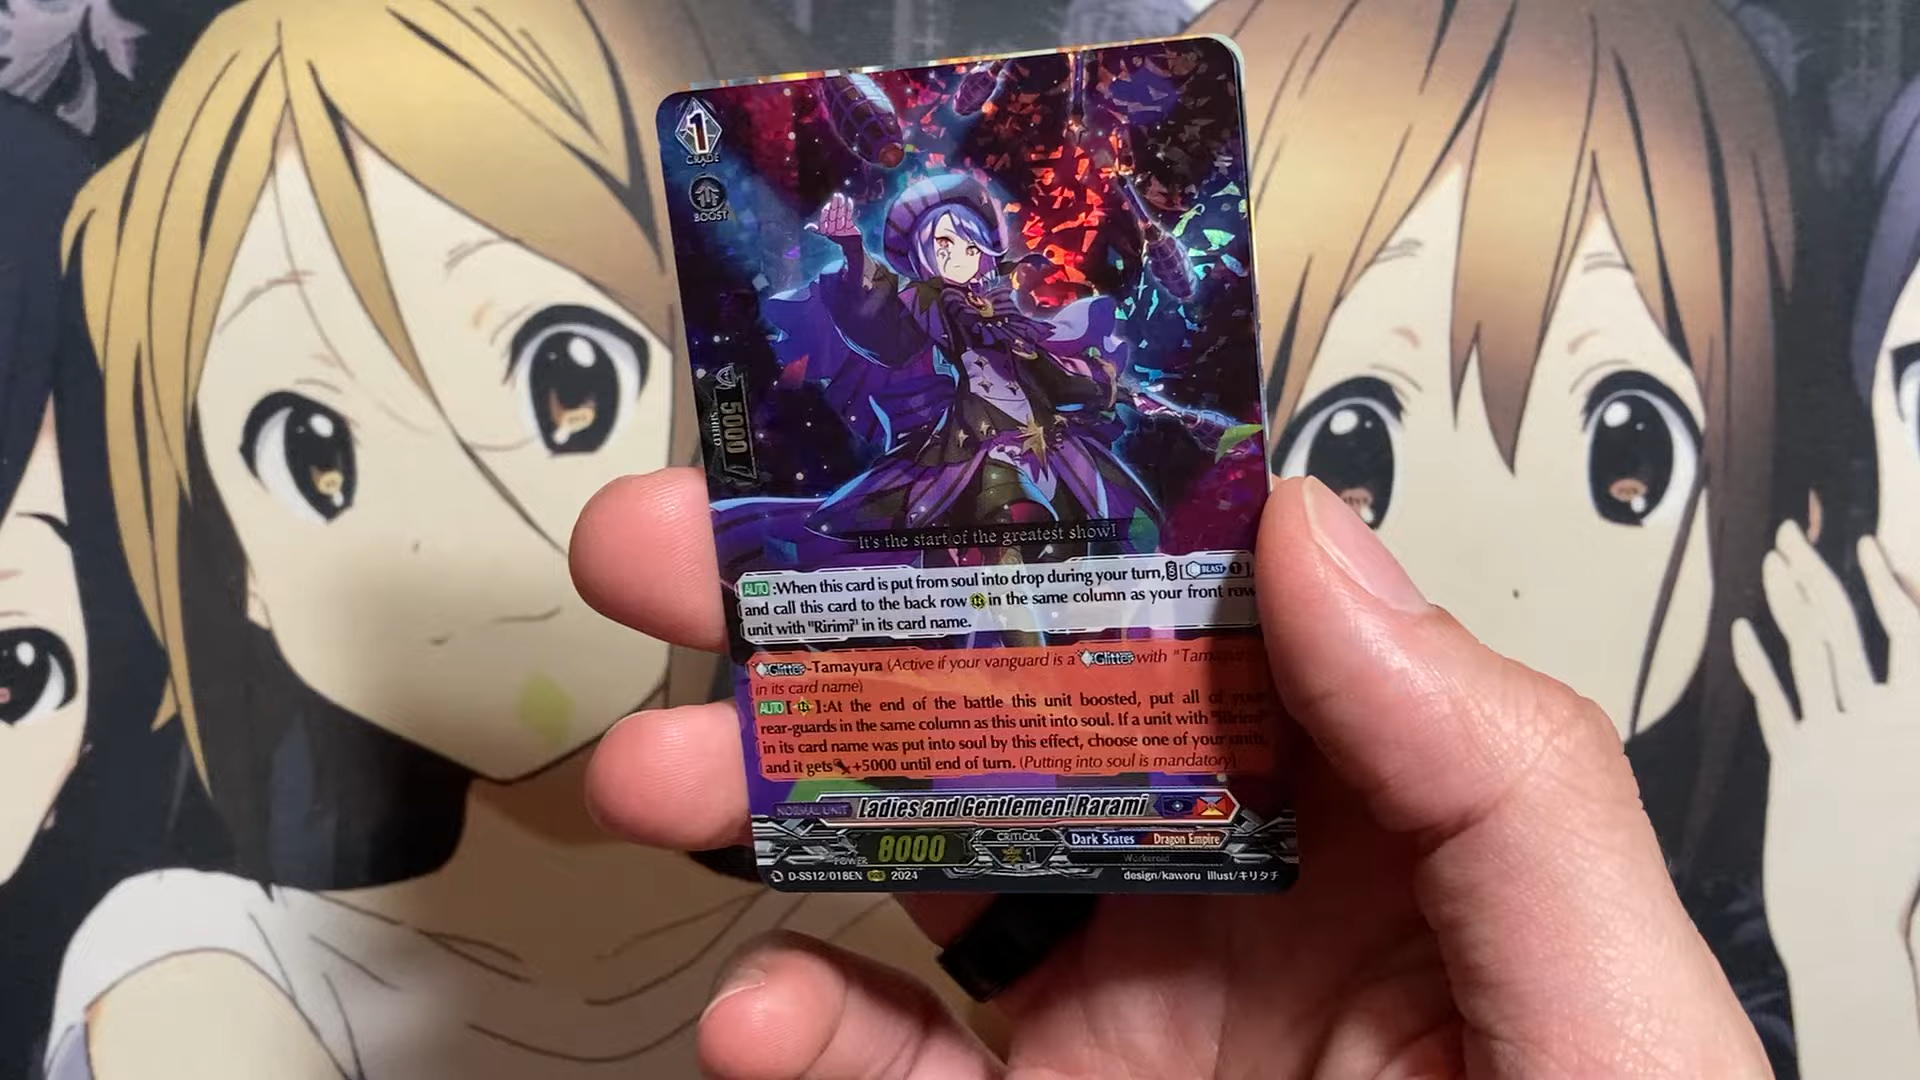 1
GRADE
BOOST
5000
SHIELD
It's the start of the greatest show!
AUTO :When this card is put from soul into drop during your turn, [ BLAST 1 ],
and call this card to the back row in the same column as your front row
unit with "Ririmi" in its card name.
Glitter-Tamayura (Active if your vanguard is a Glitter with
in its card name)
AUTO[ ]:At the end of the battle this unit boosted, put all of your
rear-guards in the same column as this unit into soul. If a unit with "Ririmi"
in its card name was put into soul by this effect, choose one of your units,
and it gets +5000 until end of turn. (Putting into soul is mandatory)
NORMAL UNIT Ladies and Gentlemen! Rarami
POWER 8000 CRITICAL 1 Dark States Dragon Empire
Workeroid
D-SS12/018EN RRR 2024 design/kaworu illust/キリタチ